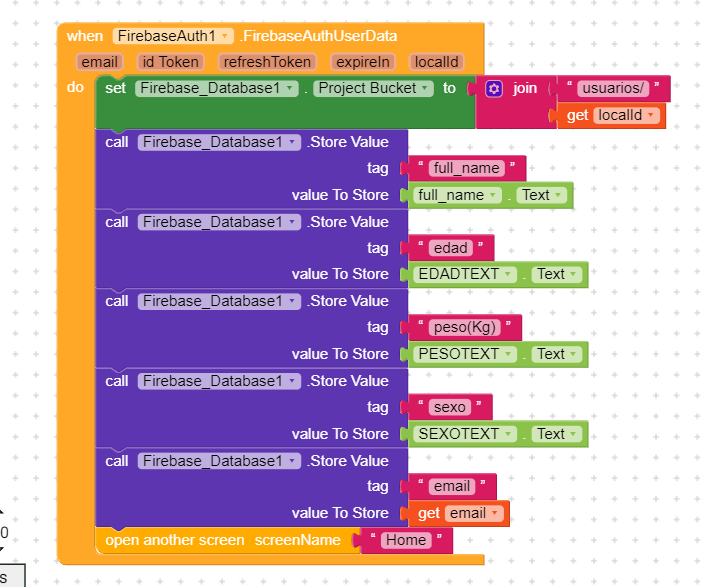 when FirebaseAuth1 .FirebaseAuthUserData
email id Token refreshToken expireIn localId
do set Firebase_Database1 . Project Bucket to join " usuarios/ "
get localId
call Firebase_Database1 .Store Value
tag " full_name "
value To Store full_name . Text
call Firebase_Database1 .Store Value
tag " edad "
value To Store EDADTEXT . Text
call Firebase_Database1 .Store Value
tag " peso(Kg) "
value To Store PESOTEXT . Text
call Firebase_Database1 .Store Value
tag " sexo "
value To Store SEXOTEXT . Text
call Firebase_Database1 .Store Value
tag " email "
value To Store get email
open another screen screenName " Home "
0
s